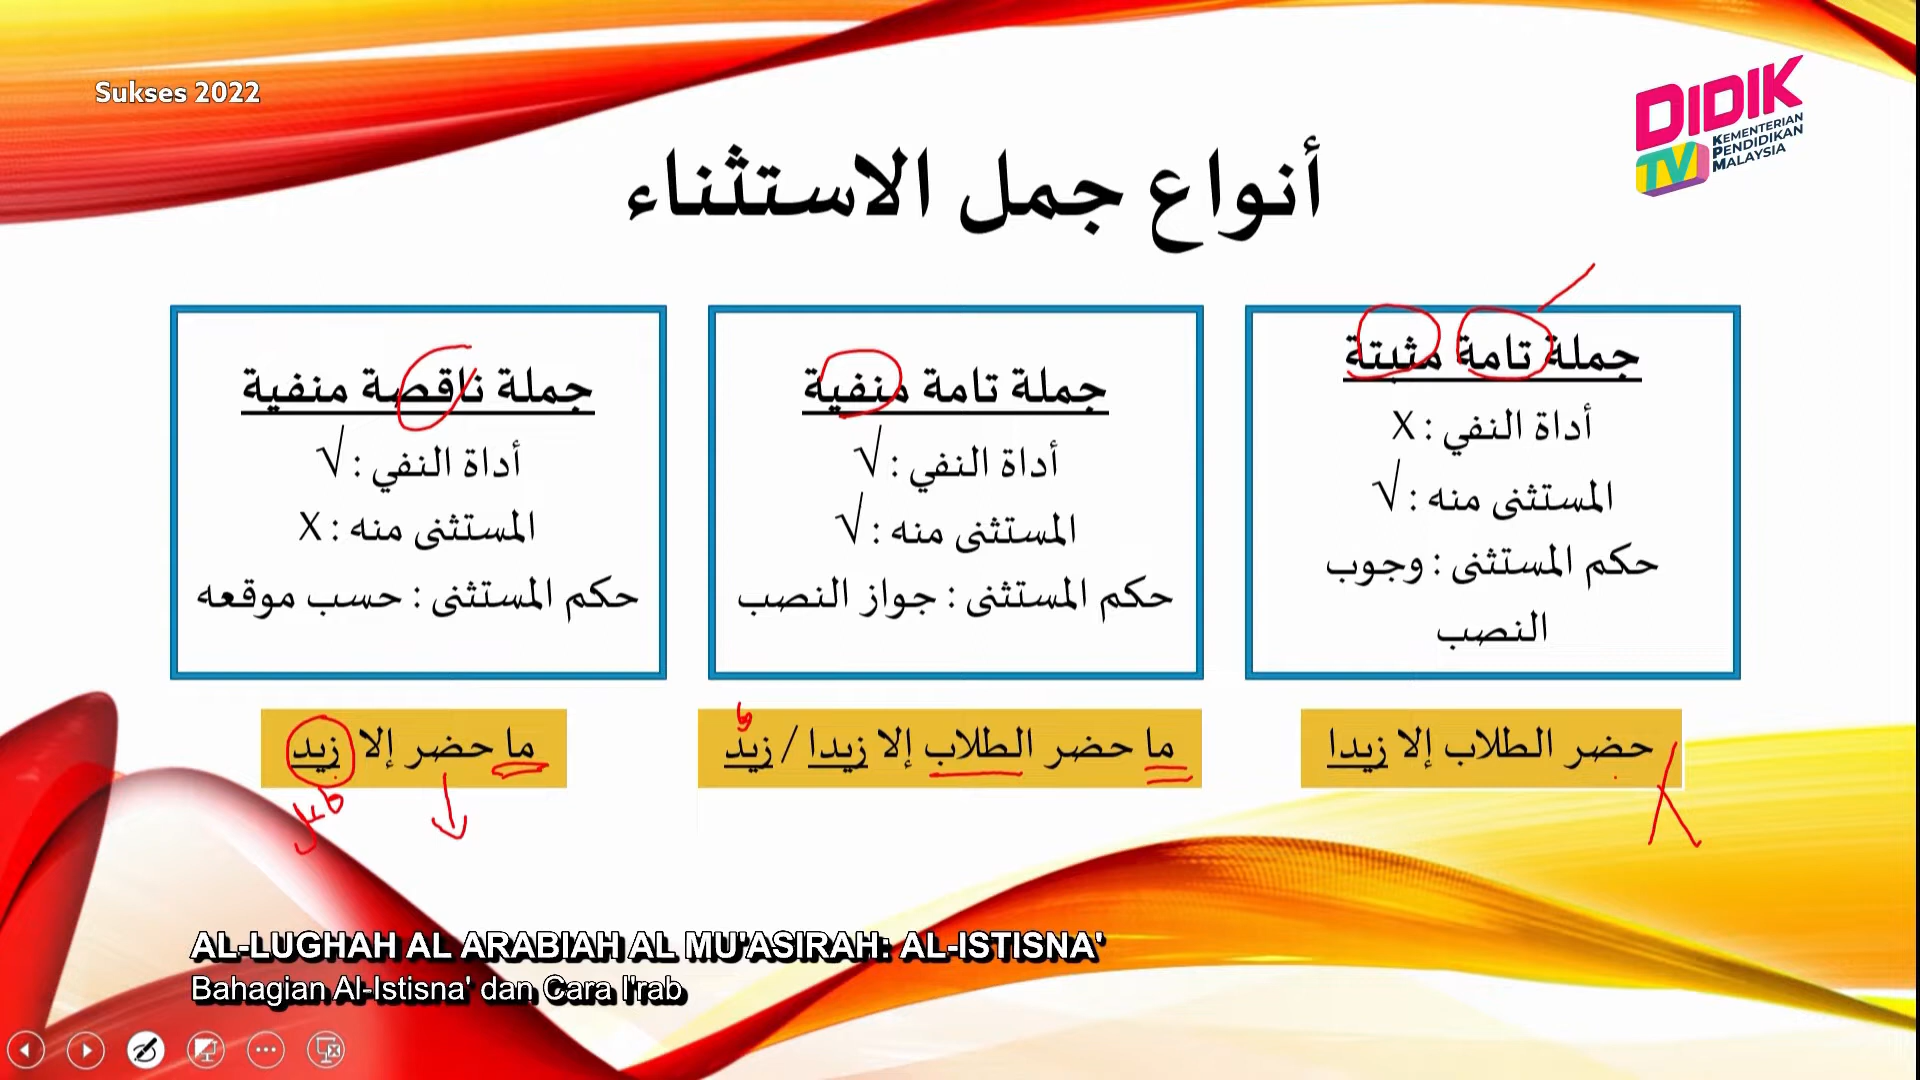 Sukses 2022
DIDIK
TV
KEMENTERIAN
PENDIDIKAN
MALAYSIA
أنواع جمل الاستثناء
جملة تامة مثبتة
أداة النفي : X
المستثنى منه : √
حكم المستثنى : وجوب
النصب
حضر الطلاب إلا زيدا
جملة تامة منفية
أداة النفي : √
المستثنى منه : √
حكم المستثنى : جواز النصب
ما حضر الطلاب إلا زيدا / زيد
جملة ناقصة منفية
أداة النفي : √
المستثنى منه : X
حكم المستثنى : حسب موقعه
ما حضر إلا زيد
AL-LUGHAH AL ARABIAH AL MU'ASIRAH: AL-ISTISNA'
Bahagian Al-Istisna' dan Cara I'rab